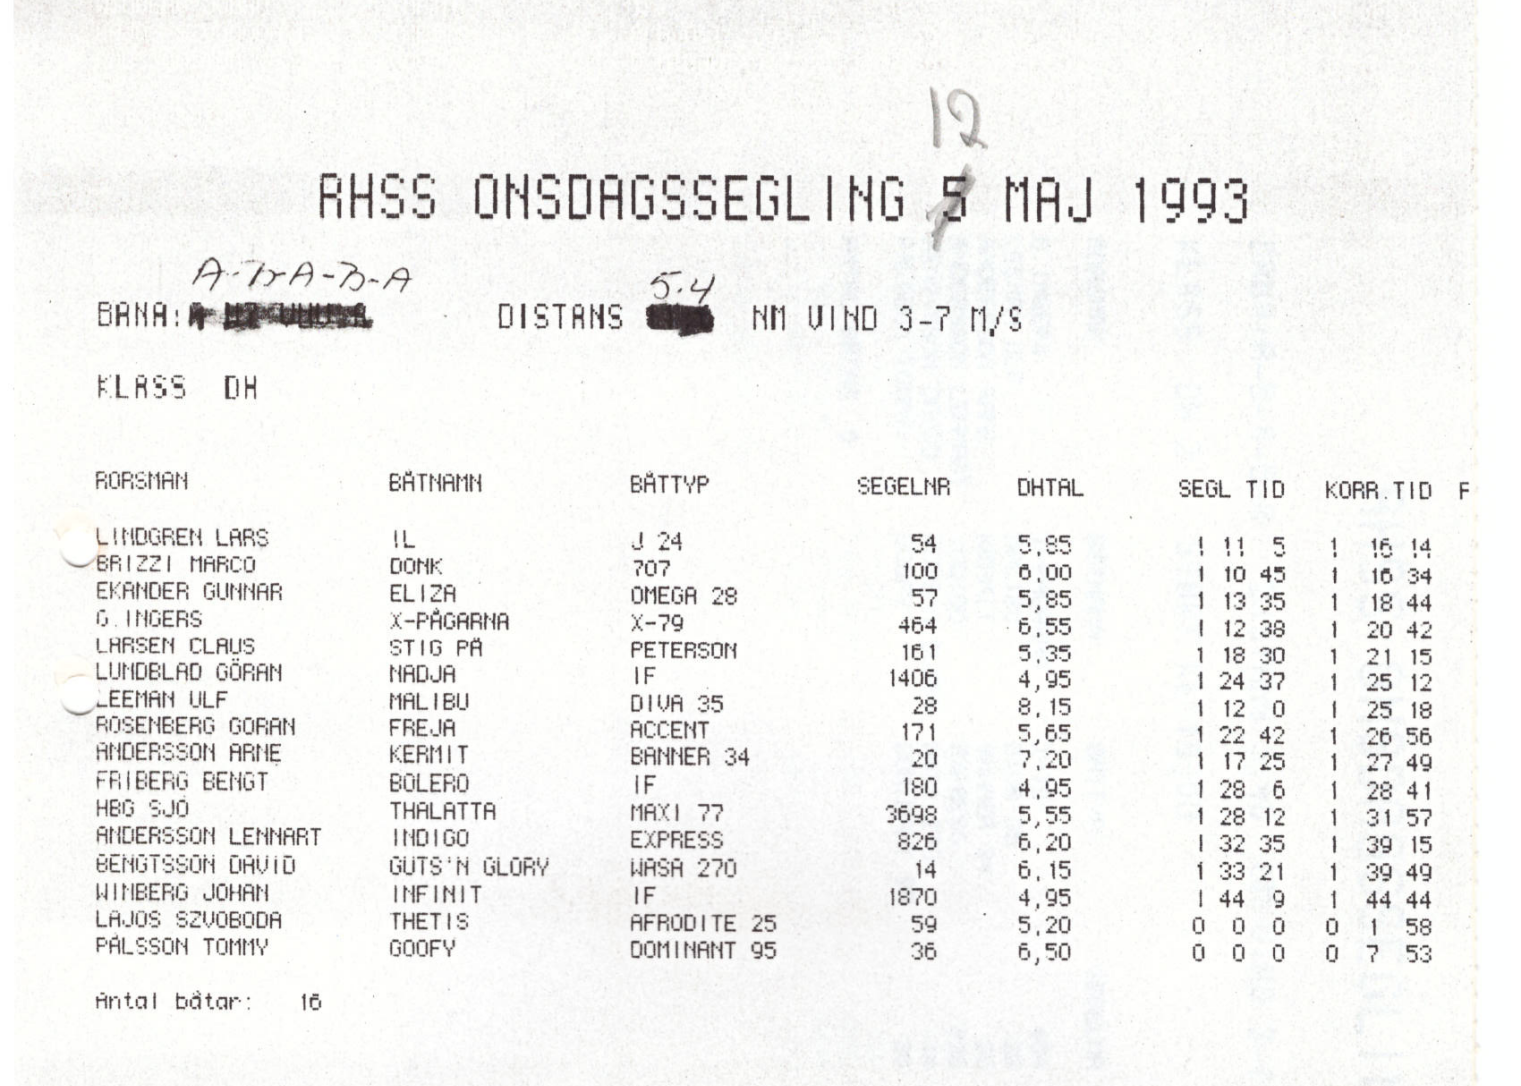 12
RHSS ONSDAGSSEGLING 5 MAJ 1993
A-B-A-B-A 5.4
BANA: DISTANS NM VIND 3-7 M/S
KLASS DH
RORSMAN BÅTNAMN BÅTTYP SEGELNR DHTAL SEGL TID KORR.TID F
LINDGREN LARS IL J 24 54 5,85 1 11 5 1 16 14
BRIZZI MARCO DONK 707 100 6,00 1 10 45 1 16 34
EKANDER GUNNAR ELIZA OMEGA 28 57 5,85 1 13 35 1 18 44
G.INGERS X-PÅGARNA X-79 464 6,55 1 12 38 1 20 42
LARSEN CLAUS STIG PÅ PETERSON 161 5,35 1 18 30 1 21 15
LUNDBLAD GÖRAN NADJA IF 1406 4,95 1 24 37 1 25 12
LEEMAN ULF MALIBU DIVA 35 28 8,15 1 12 0 1 25 18
ROSENBERG GORAN FREJA ACCENT 171 5,65 1 22 42 1 26 56
ANDERSSON ARNE KERMIT BANNER 34 20 7,20 1 17 25 1 27 49
FRIBERG BENGT BOLERO IF 180 4,95 1 28 6 1 28 41
HBG SJÖ THALATTA MAXI 77 3698 5,55 1 28 12 1 31 57
ANDERSSON LENNART INDIGO EXPRESS 826 6,20 1 32 35 1 39 15
BENGTSSON DAVID GUTS'N GLORY WASA 270 14 6,15 1 33 21 1 39 49
WINBERG JOHAN INFINIT IF 1870 4,95 1 44 9 1 44 44
LAJOS SZVOBODA THETIS AFRODITE 25 59 5,20 0 0 0 0 1 58
PÅLSSON TOMMY GOOFY DOMINANT 95 36 6,50 0 0 0 0 7 53
Antal båtar: 16